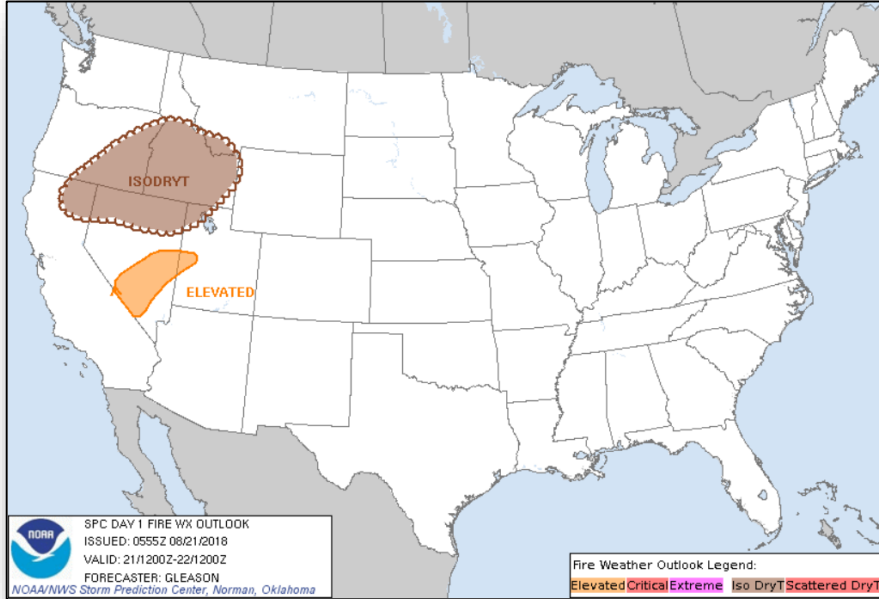 ISODRYT
ELEVATED
NOAA
SPC DAY 1 FIRE WX OUTLOOK
ISSUED: 0555Z 08/21/2018
VALID: 21/1200Z-22/1200Z
FORECASTER: GLEASON
NOAA/NWS Storm Prediction Center, Norman, Oklahoma
Fire Weather Outlook Legend:
Elevated Critical Extreme Iso DryT Scattered DryT